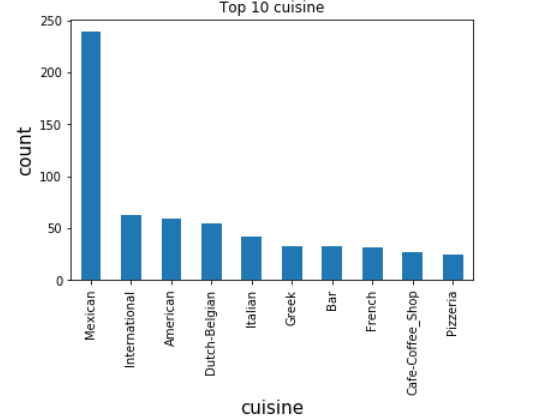 Top 10 cuisine
250
200
150
100
50
0
count
Mexican
International
American
Dutch-Belgian
Italian
Greek
Bar
French
Cafe-Coffee_Shop
Pizzeria
cuisine